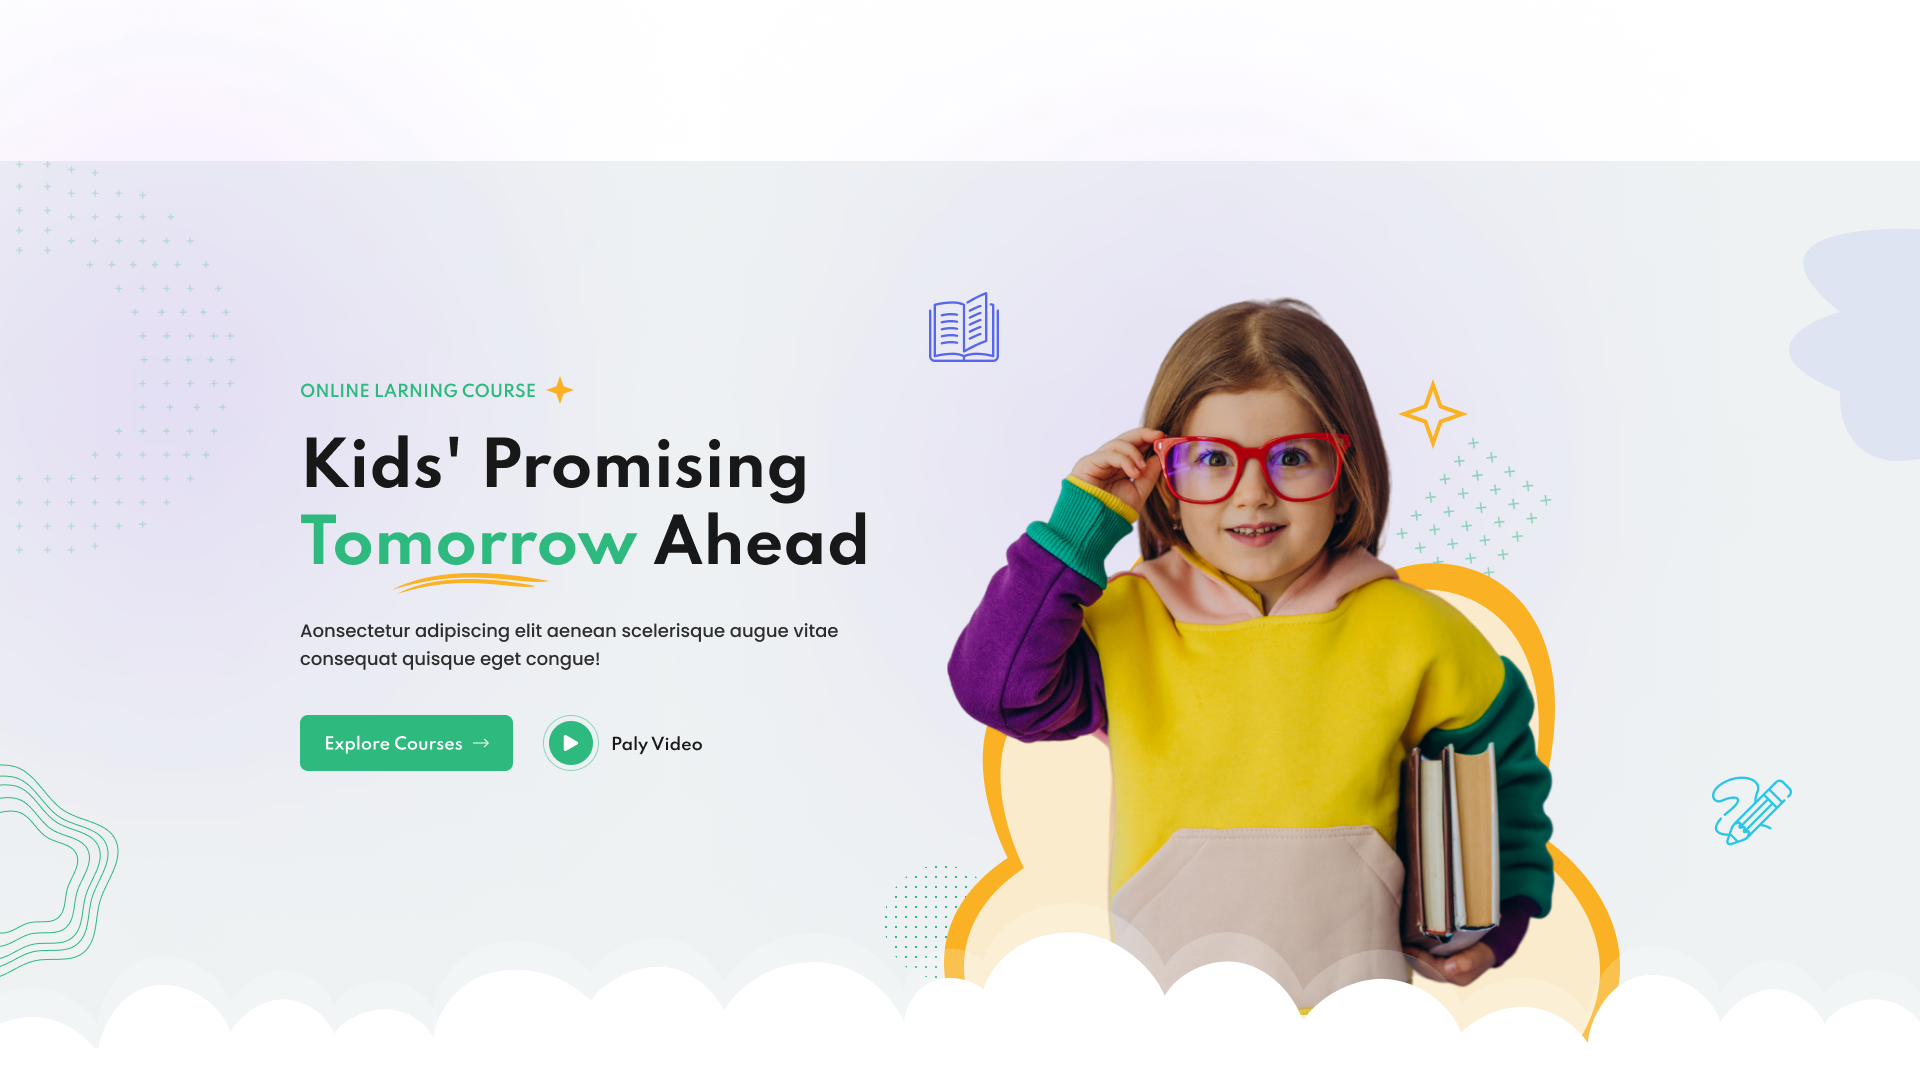 ONLINE LARNING COURSE
Kids' Promising
Tomorrow Ahead
Aonsectetur adipiscing elit aenean scelerisque augue vitae
consequat quisque eget congue!
Explore Courses →
Paly Video